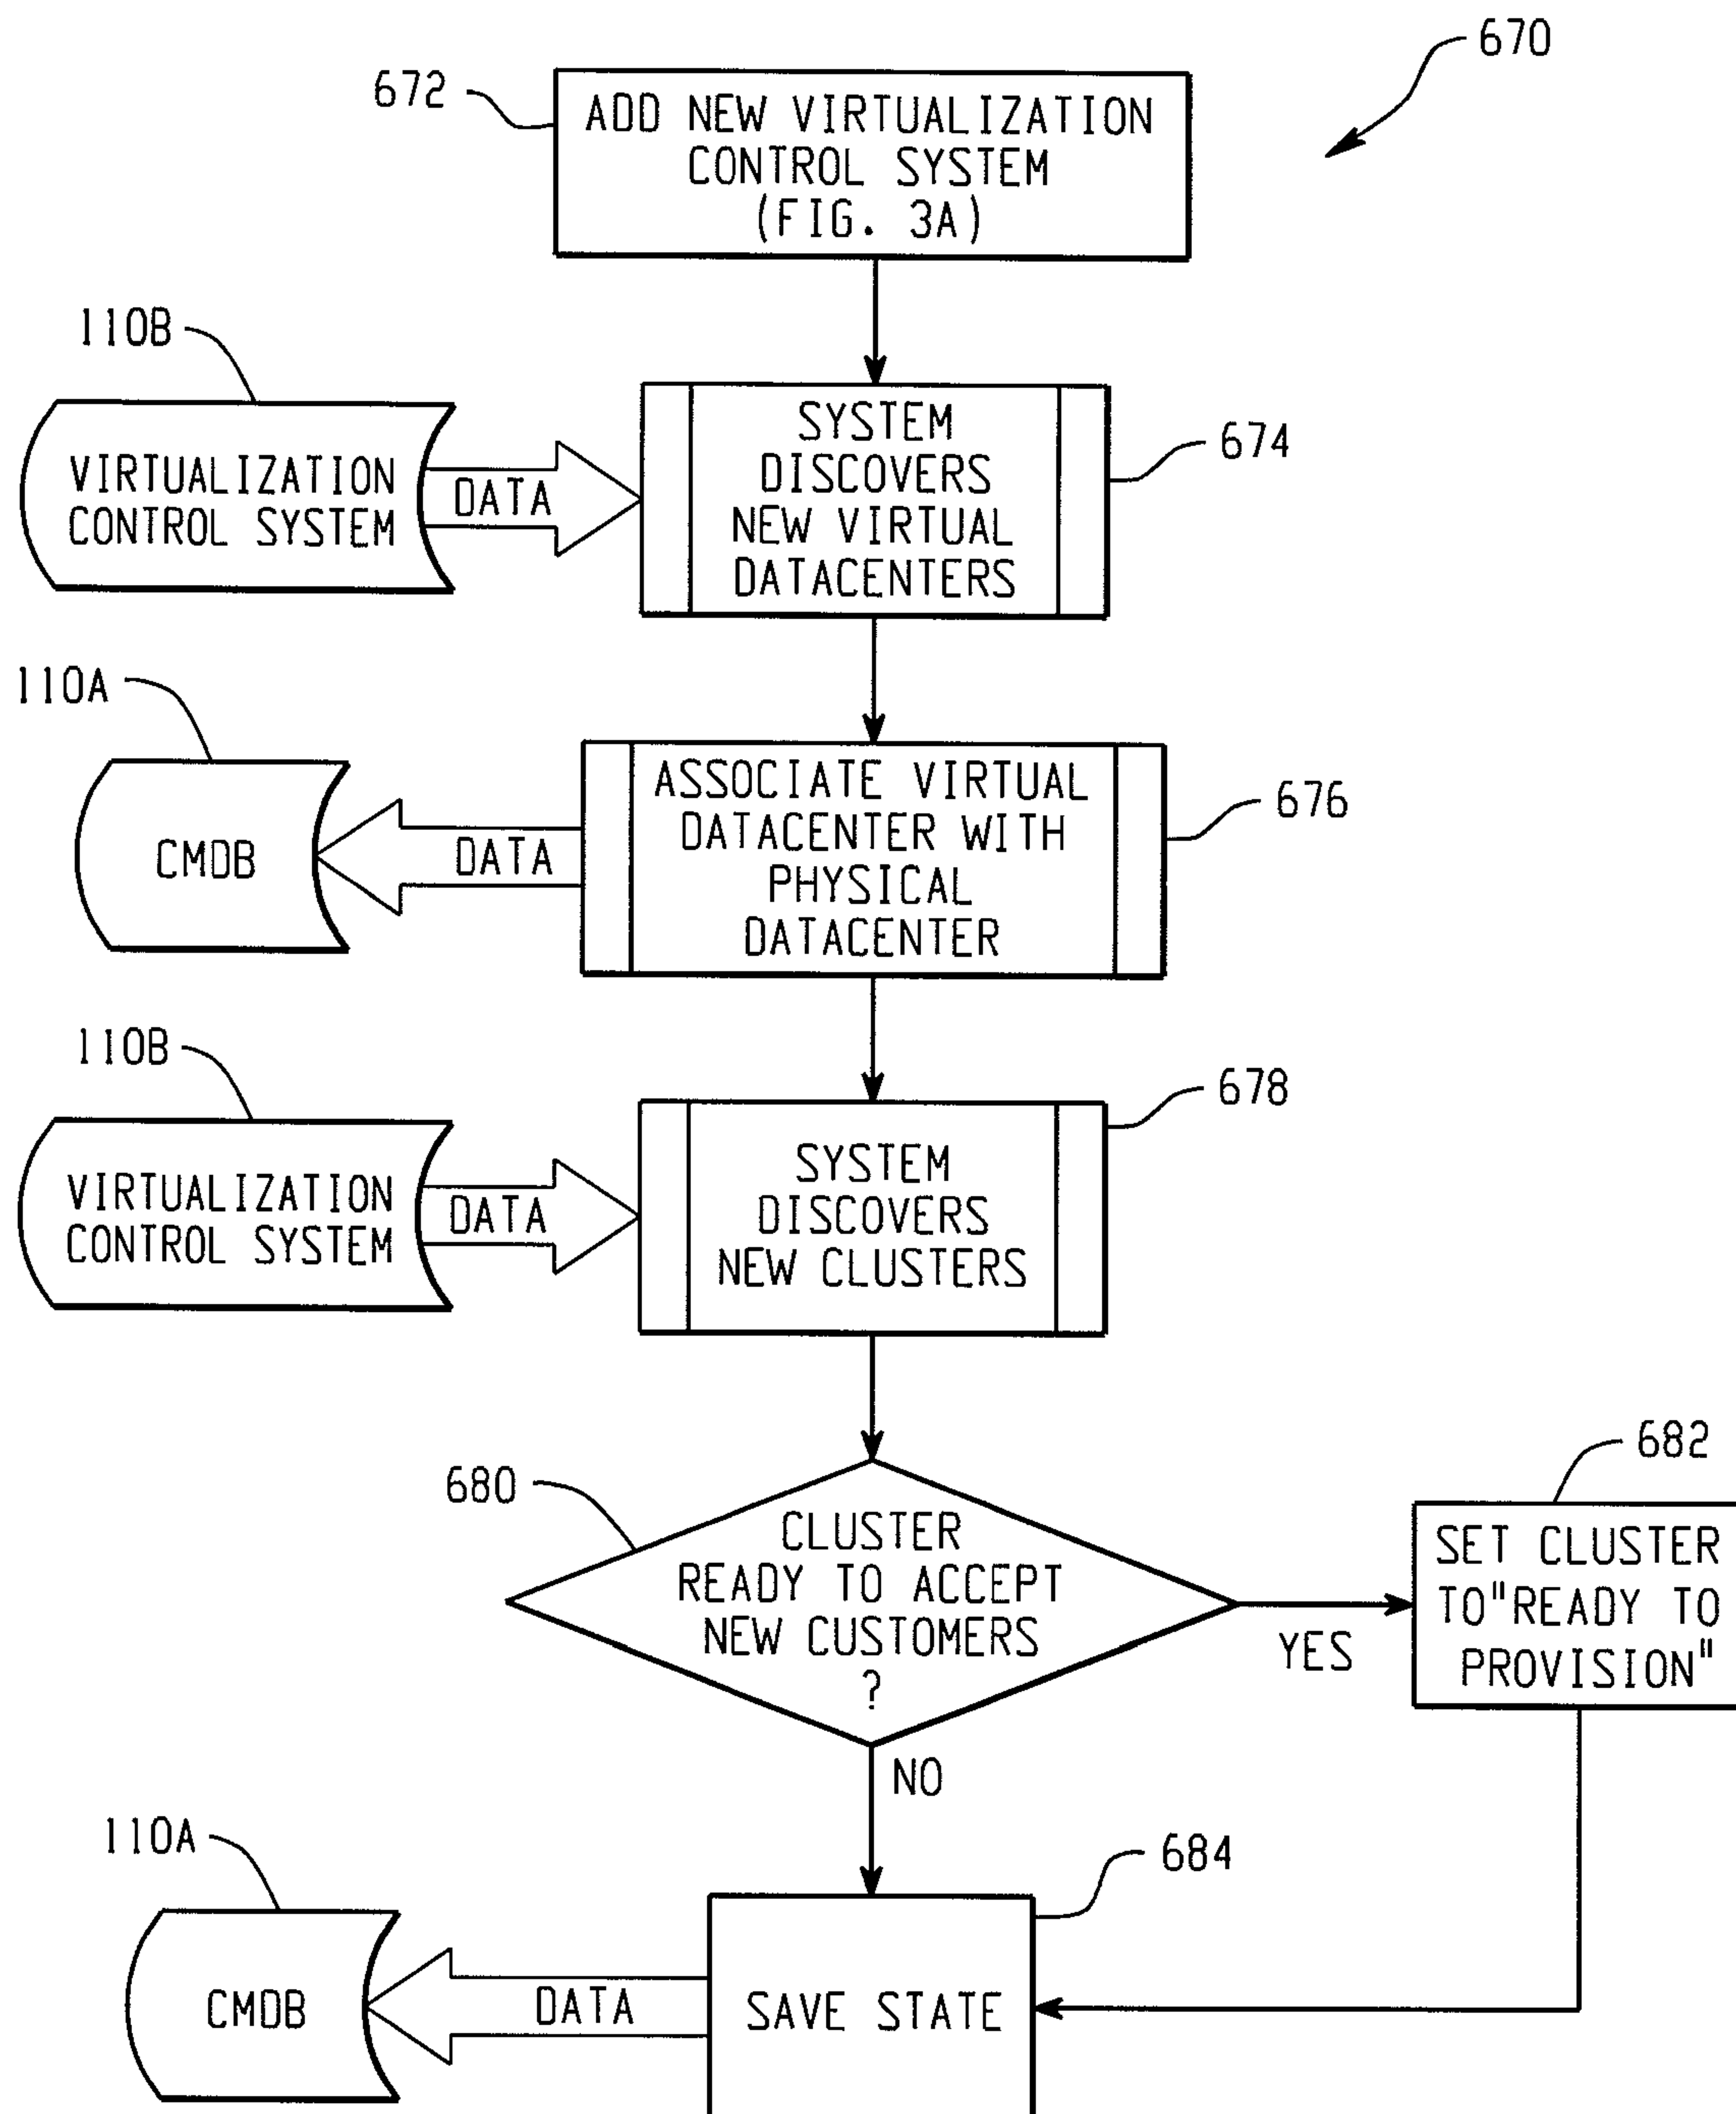 670
672
ADD NEW VIRTUALIZATION
CONTROL SYSTEM
(FIG. 3A)
110B
VIRTUALIZATION
CONTROL SYSTEM
DATA
SYSTEM
DISCOVERS
NEW VIRTUAL
DATACENTERS
674
110A
CMDB
DATA
ASSOCIATE VIRTUAL
DATACENTER WITH
PHYSICAL
DATACENTER
676
110B
VIRTUALIZATION
CONTROL SYSTEM
DATA
SYSTEM
DISCOVERS
NEW CLUSTERS
678
680
CLUSTER
READY TO ACCEPT
NEW CUSTOMERS
?
YES
682
SET CLUSTER
TO"READY TO
PROVISION"
NO
110A
CMDB
DATA
SAVE STATE
684